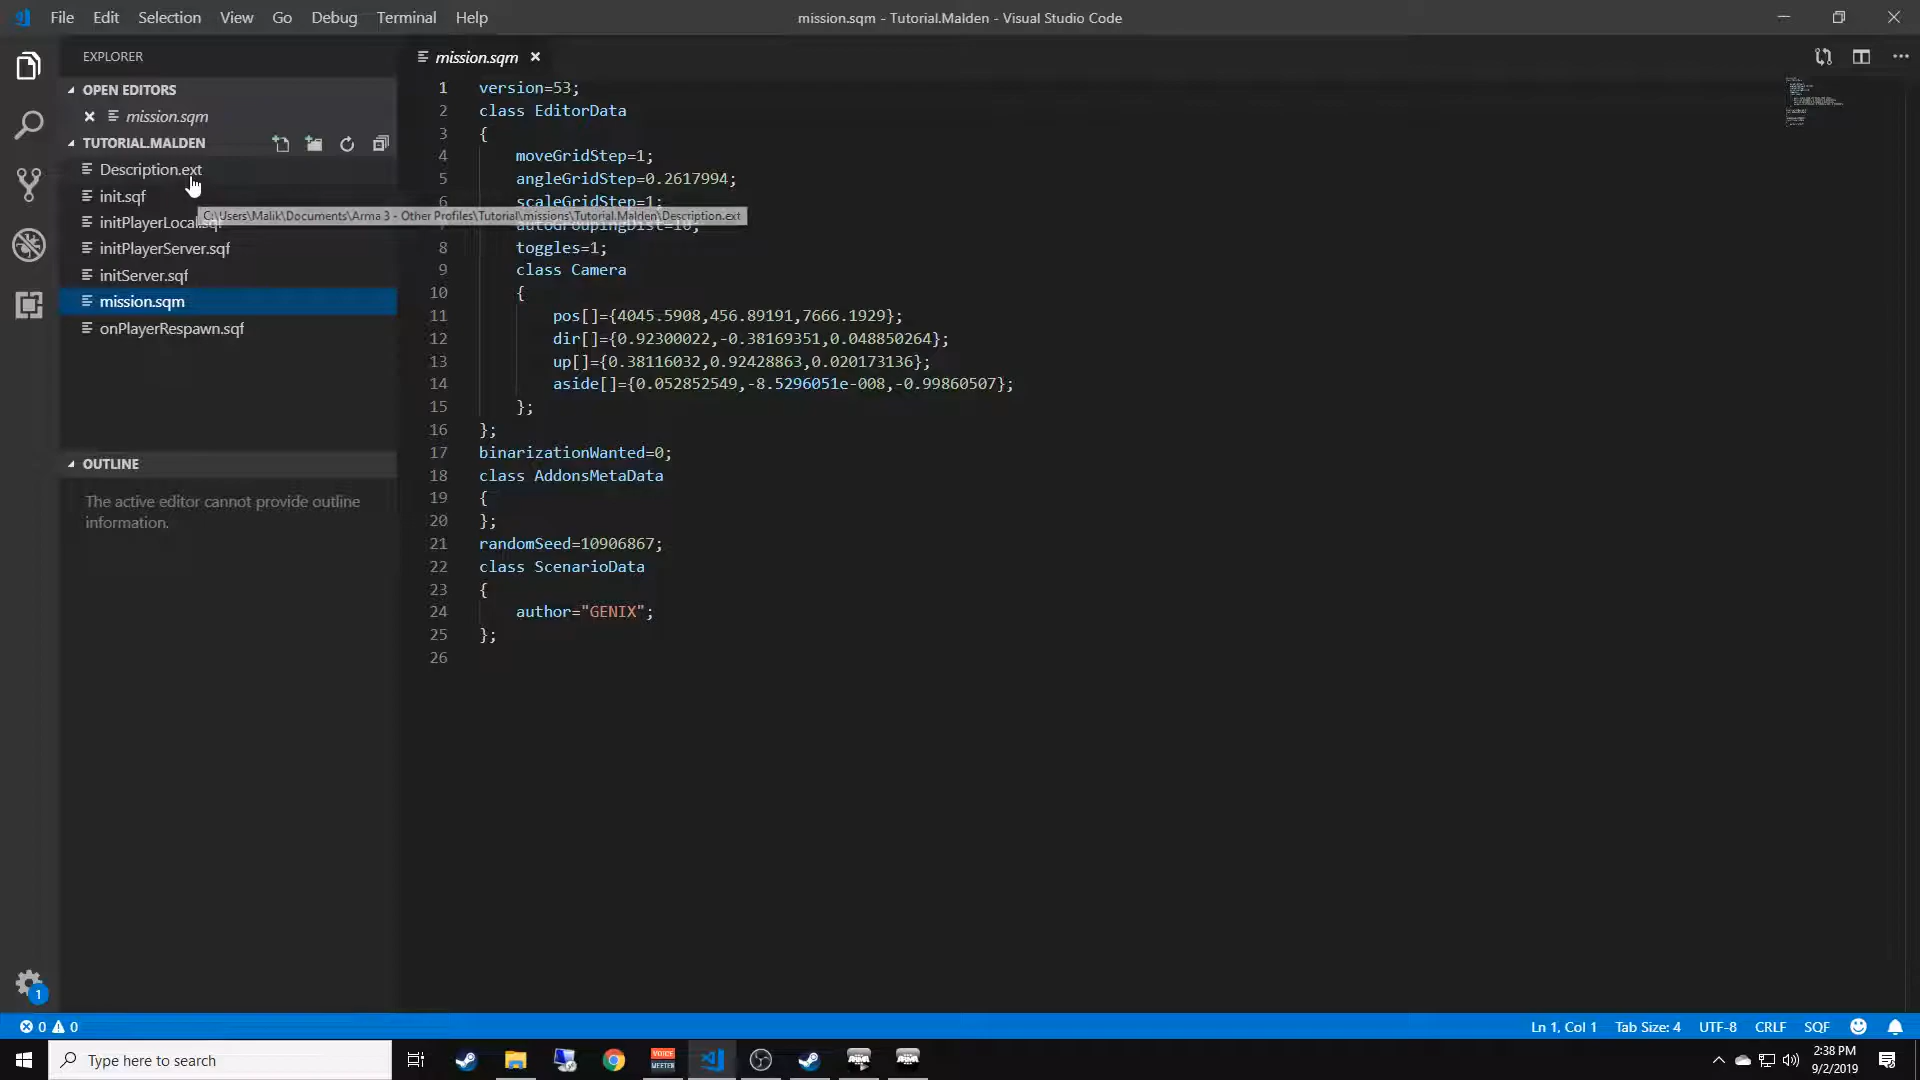 File Edit Selection View Go Debug Terminal Help
mission.sqm - Tutorial.Malden - Visual Studio Code
EXPLORER
OPEN EDITORS
mission.sqm
TUTORIAL.MALDEN
Description.ext
init.sqf
initPlayerLocal.sqf
initPlayerServer.sqf
initServer.sqf
mission.sqm
onPlayerRespawn.sqf
C:\Users\Malik\Documents\Arma 3 - Other Profiles\Tutorial\missions\Tutorial.Malden\Description.ext
OUTLINE
The active editor cannot provide outline
information.
mission.sqm
1 version=53;
2 class EditorData
3 {
4 moveGridStep=1;
5 angleGridStep=0.2617994;
6 scaleGridStep=1;
7 autoGroupingDist=10;
8 toggles=1;
9 class Camera
10 {
11 pos[]={4045.5908,456.89191,7666.1929};
12 dir[]={0.92300022,-0.38169351,0.048850264};
13 up[]={0.38116032,0.92428863,0.020173136};
14 aside[]={0.052852549,-8.5296051e-008,-0.99860507};
15 };
16 };
17 binarizationWanted=0;
18 class AddonsMetaData
19 {
20 };
21 randomSeed=10906867;
22 class ScenarioData
23 {
24 author="GENIX";
25 };
26
1
0 0
Ln 1, Col 1 Tab Size: 4 UTF-8 CRLF SQF
Type here to search
VOICE
MEETER
2:38 PM
9/2/2019